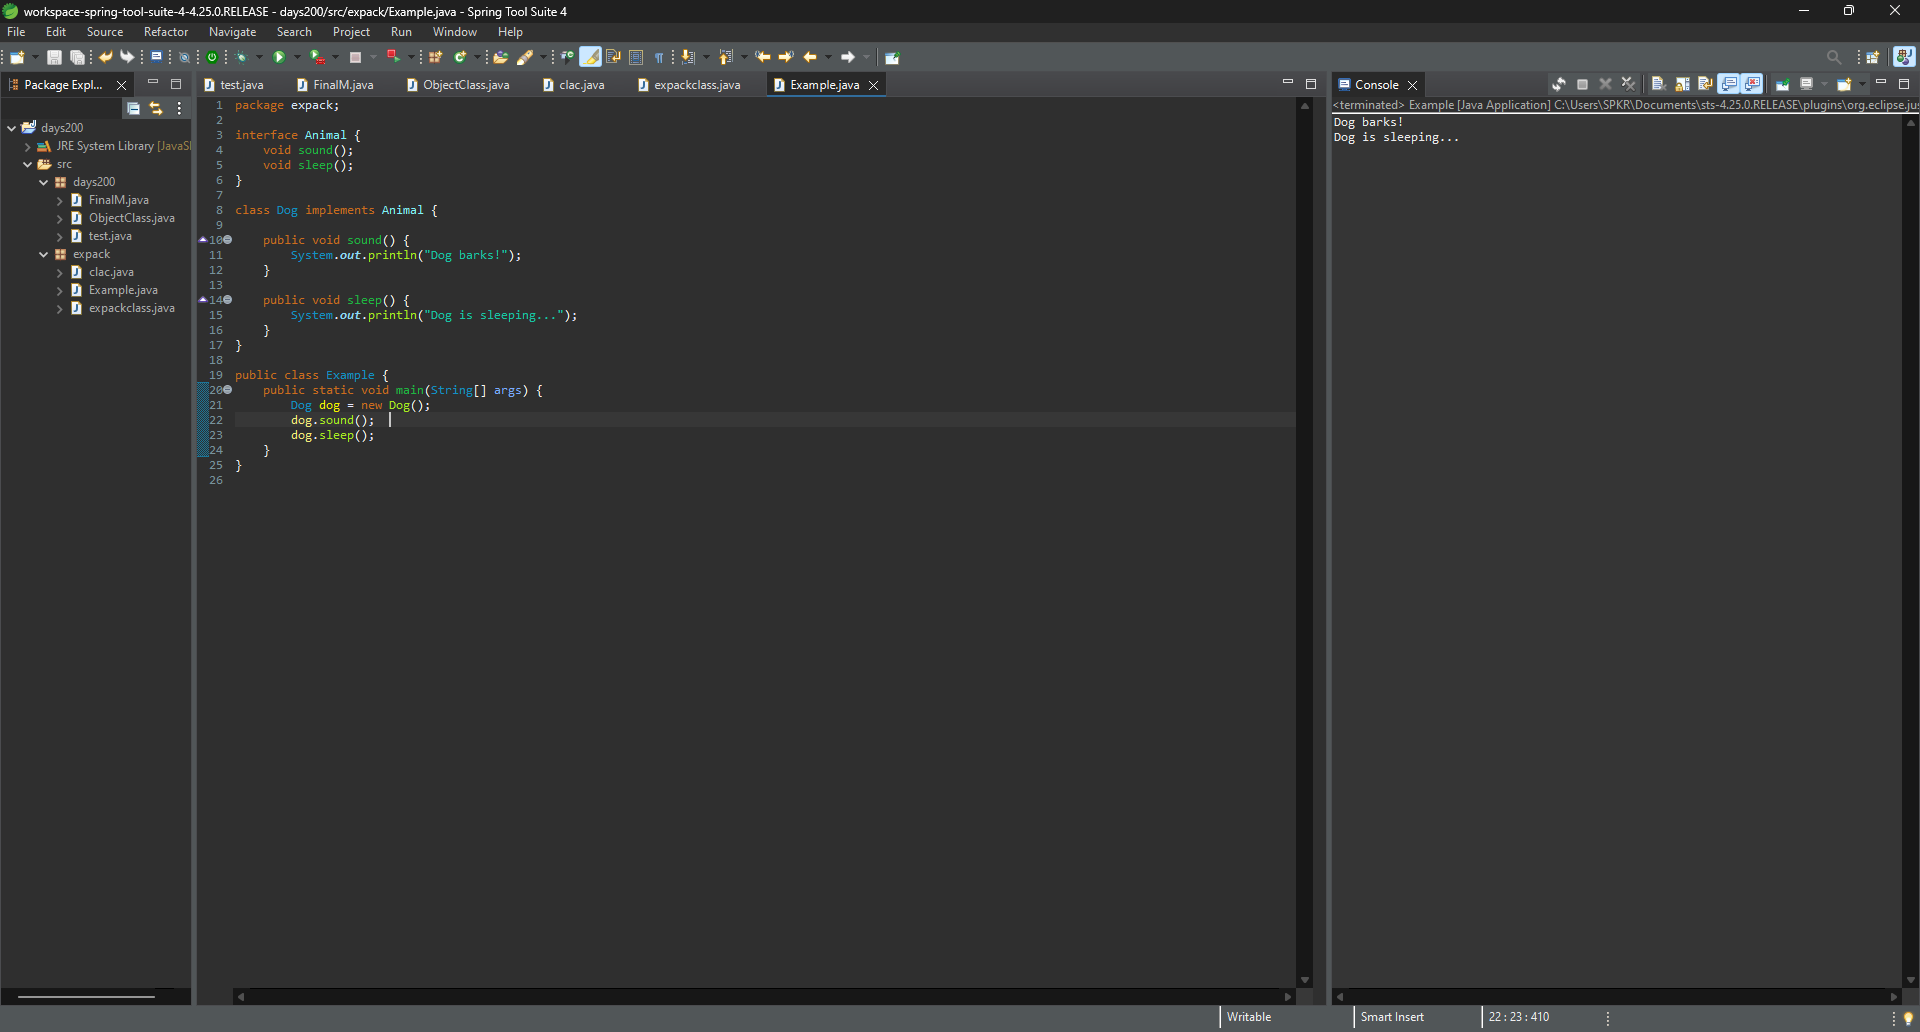 workspace-spring-tool-suite-4-4.25.0.RELEASE - days200/src/expack/Example.java - Spring Tool Suite 4
File Edit Source Refactor Navigate Search Project Run Window Help
Package Expl...
days200
JRE System Library [JavaSI
src
days200
FinalM.java
ObjectClass.java
test.java
expack
clac.java
Example.java
expackclass.java
test.java FinalM.java ObjectClass.java clac.java expackclass.java Example.java
1 package expack;
2
3 interface Animal {
4     void sound();
5     void sleep();
6 }
7
8 class Dog implements Animal {
9
10     public void sound() {
11         System.out.println("Dog barks!");
12     }
13
14     public void sleep() {
15         System.out.println("Dog is sleeping...");
16     }
17 }
18
19 public class Example {
20     public static void main(String[] args) {
21         Dog dog = new Dog();
22         dog.sound();
23         dog.sleep();
24     }
25 }
26
Console
<terminated> Example [Java Application] C:\Users\SPKR\Documents\sts-4.25.0.RELEASE\plugins\org.eclipse.jus
Dog barks!
Dog is sleeping...
Writable Smart Insert 22 : 23 : 410